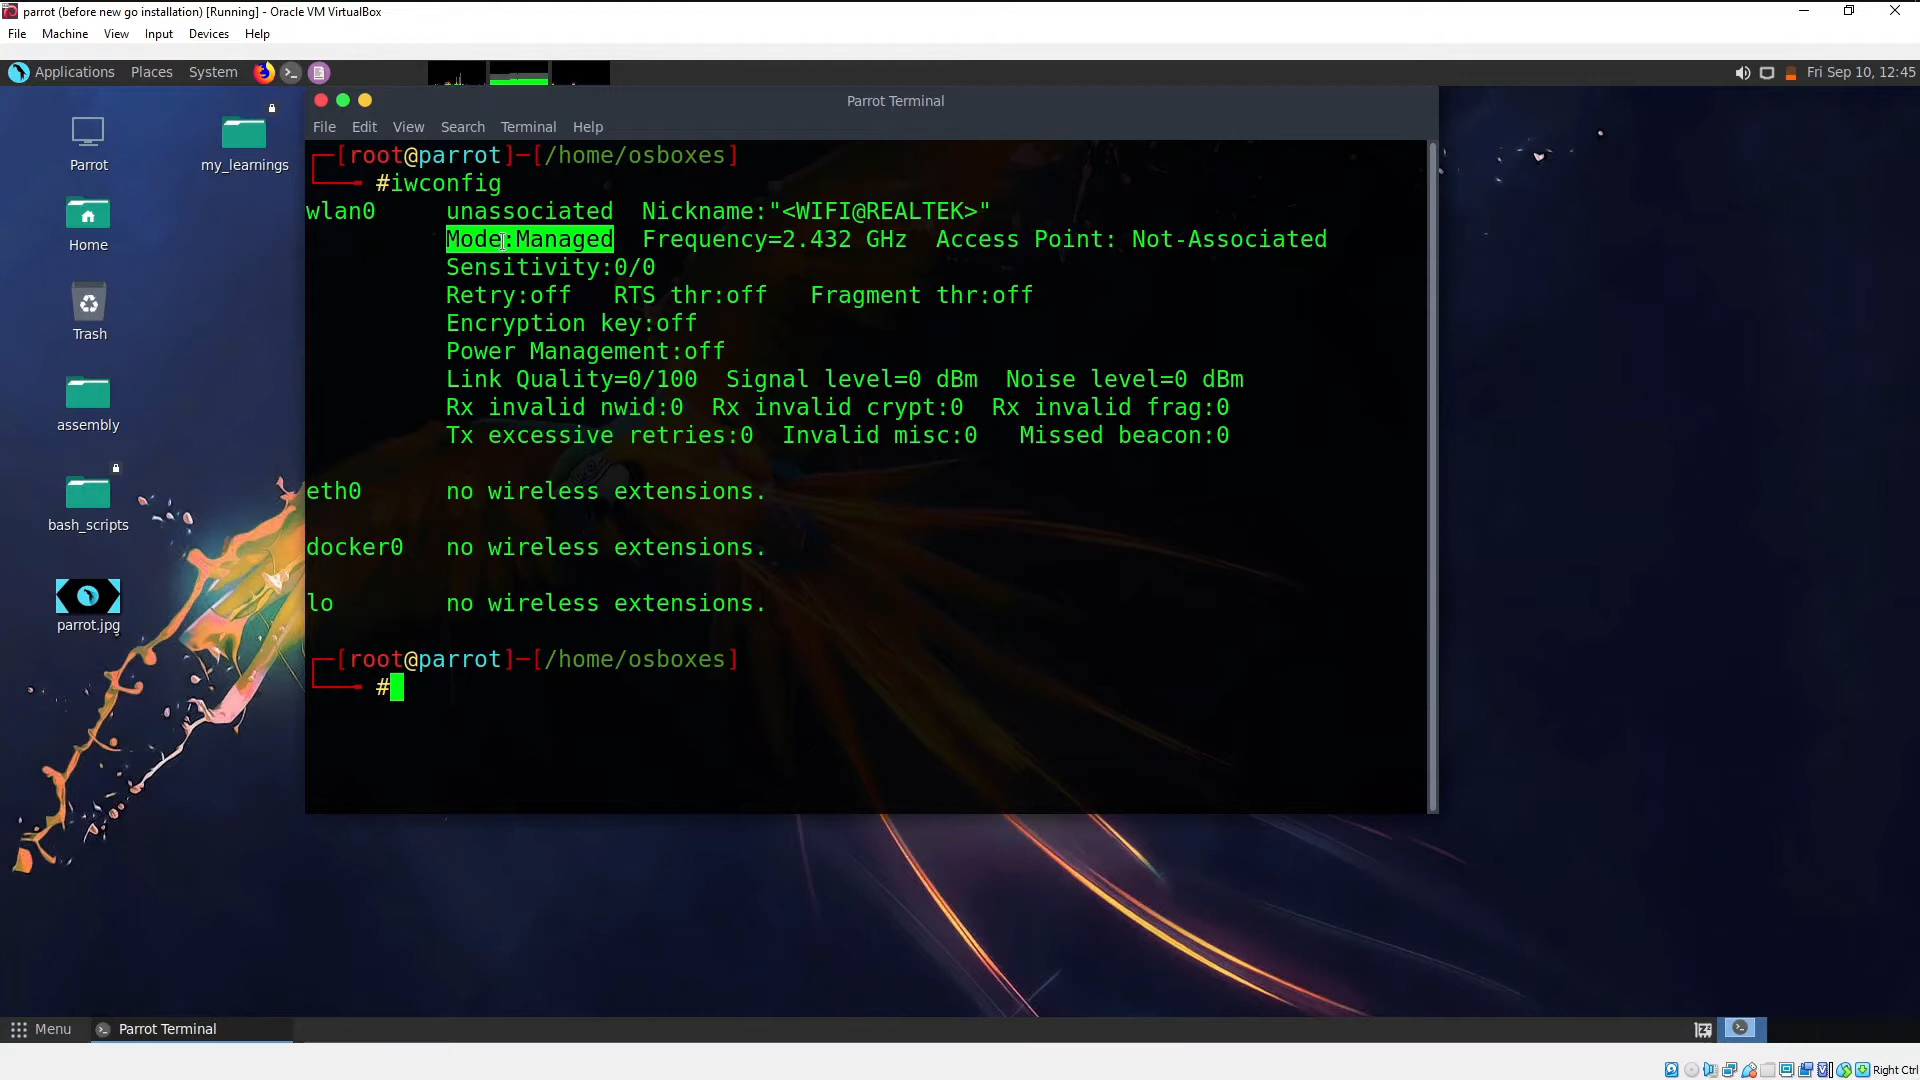 parrot (before new go installation) [Running] - Oracle VM VirtualBox
File Machine View Input Devices Help
Applications Places System Fri Sep 10, 12:45
Parrot Terminal
File Edit View Search Terminal Help
Parrot
my_learnings
Home
Trash
assembly
bash_scripts
parrot.jpg
┌─[root@parrot]─[/home/osboxes]
└──╼ #iwconfig
wlan0 unassociated Nickname:"<WIFI@REALTEK>"
Mode:Managed Frequency=2.432 GHz Access Point: Not-Associated
Sensitivity:0/0
Retry:off RTS thr:off Fragment thr:off
Encryption key:off
Power Management:off
Link Quality=0/100 Signal level=0 dBm Noise level=0 dBm
Rx invalid nwid:0 Rx invalid crypt:0 Rx invalid frag:0
Tx excessive retries:0 Invalid misc:0 Missed beacon:0
eth0 no wireless extensions.
docker0 no wireless extensions.
lo no wireless extensions.
┌─[root@parrot]─[/home/osboxes]
└──╼ #
Menu Parrot Terminal
Right Ctrl